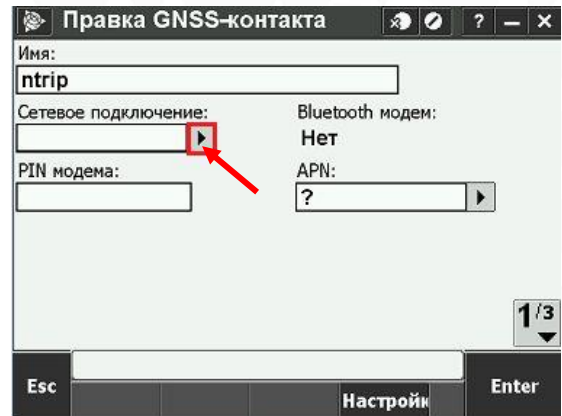 Правка GNSS-контакта ? – ×
Имя:
ntrip
Сетевое подключение: Bluetooth модем:
Нет
PIN модема: APN:
?
1/3
Esc Настройк Enter